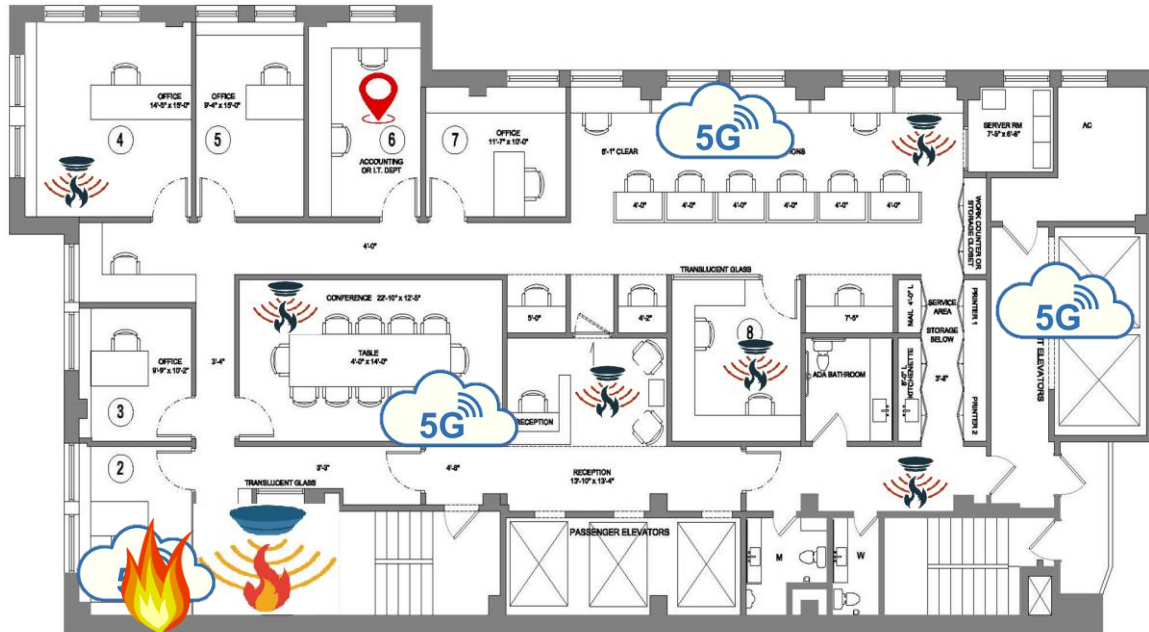 OFFICE
14'-5" x 15'-0"
4
OFFICE
9'-4" x 15'-0"
5
6
ACCOUNTING
OR I.T. DEPT
7
OFFICE
11'-7" x 10'-0"
5G
6'-1" CLEAR
SERVER RM
7'-5" x 6'-8"
AC
4'-0"
4'-0"
4'-0"
4'-0"
4'-0"
4'-0"
WORK COUNTER OR
STORAGE CLOSET
4'-0"
TRANSLUCENT GLASS
CONFERENCE 22'-10" x 12'-5"
TABLE
4'-0" x 14'-0"
5'-0"
4'-2"
8
7'-5"
MAIL 4'-0" L
SERVICE
AREA
STORAGE
BELOW
PRINTER 1
5G
ELEVATORS
OFFICE
9'-9" x 10'-2"
3
3'-4"
5G
RECEPTION
ADA BATHROOM
KITCHENETTE
3'-8"
PRINTER 2
2
3'-3"
4'-6"
TRANSLUCENT GLASS
RECEPTION
13'-10" x 13'-4"
PASSENGER ELEVATORS
M
W